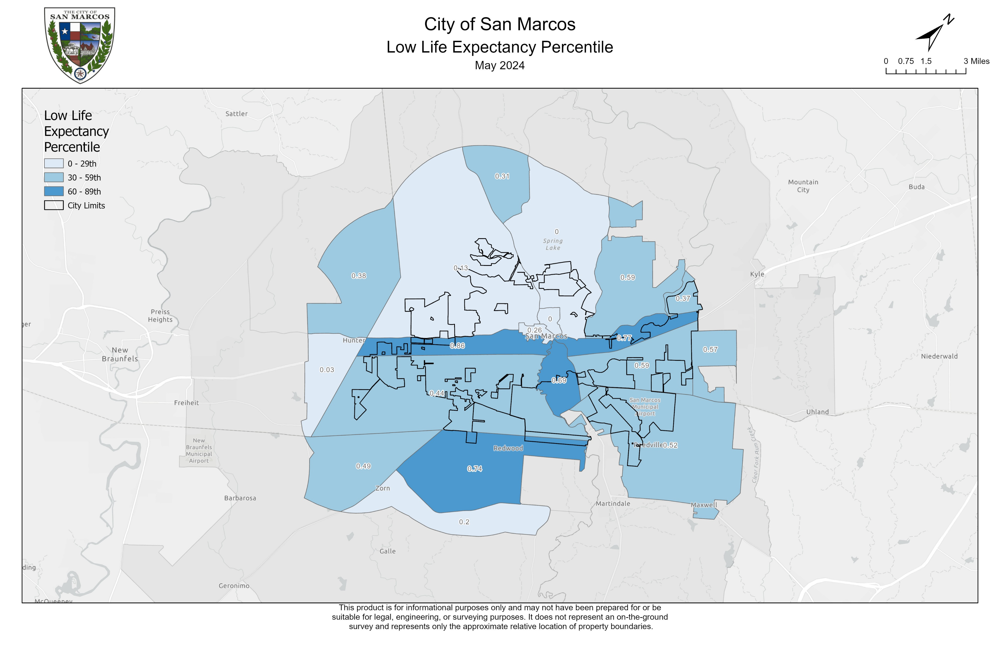 THE CITY OF
SAN MARCOS
City of San Marcos
Low Life Expectancy Percentile
May 2024
N
0 0.75 1.5 3 Miles
Low Life
Expectancy
Percentile
0 - 29th
30 - 59th
60 - 89th
City Limits
Sattler
0.31
Mountain
City
Buda
0
Spring
Lake
0.13
0.38
0.59
Kyle
0.37
Preiss
Heights
ger
0
0.26
San Marcos
Hunter
0.77
0.86
0.57
New
Braunfels
Niederwald
0.59
0.03
0.69
0.44
Freiheit
San Marcos
Municipal
Airport
Uhland
New
Braunfels
Municipal
Airport
Redwood
Reedville
0.52
Clear Fork Plum Creek
0.49
0.74
Zorn
Barbarosa
Martindale
Maxwell
0.2
Galle
ding
Geronimo
McQueeney
This product is for informational purposes only and may not have been prepared for or be
suitable for legal, engineering, or surveying purposes. It does not represent an on-the-ground
survey and represents only the approximate relative location of property boundaries.